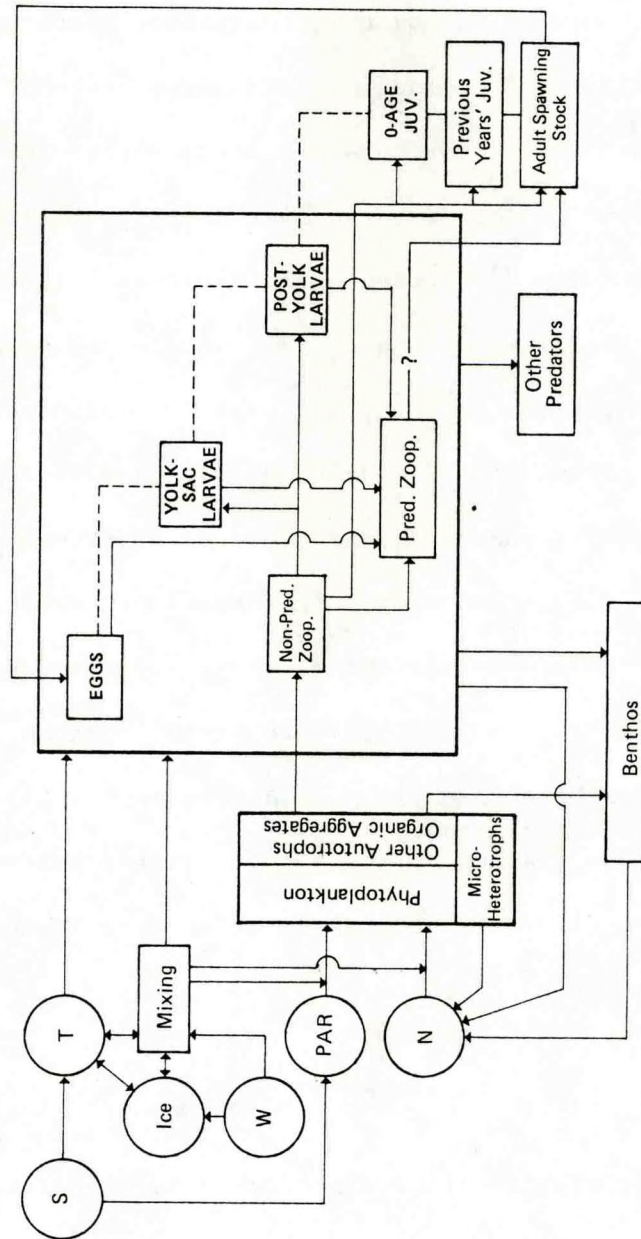 S
T
Ice
W
Mixing
PAR
N
Phytoplankton
Other Autotrophs
Organic Aggregates
Micro-
Heterotrophs
EGGS
YOLK-
SAC
LARVAE
POST-
YOLK
LARVAE
Non-Pred.
Zoop.
Pred. Zoop.
?
0-AGE
JUV.
Previous
Years' Juv.
Adult Spawning
Stock
Other
Predators
Benthos